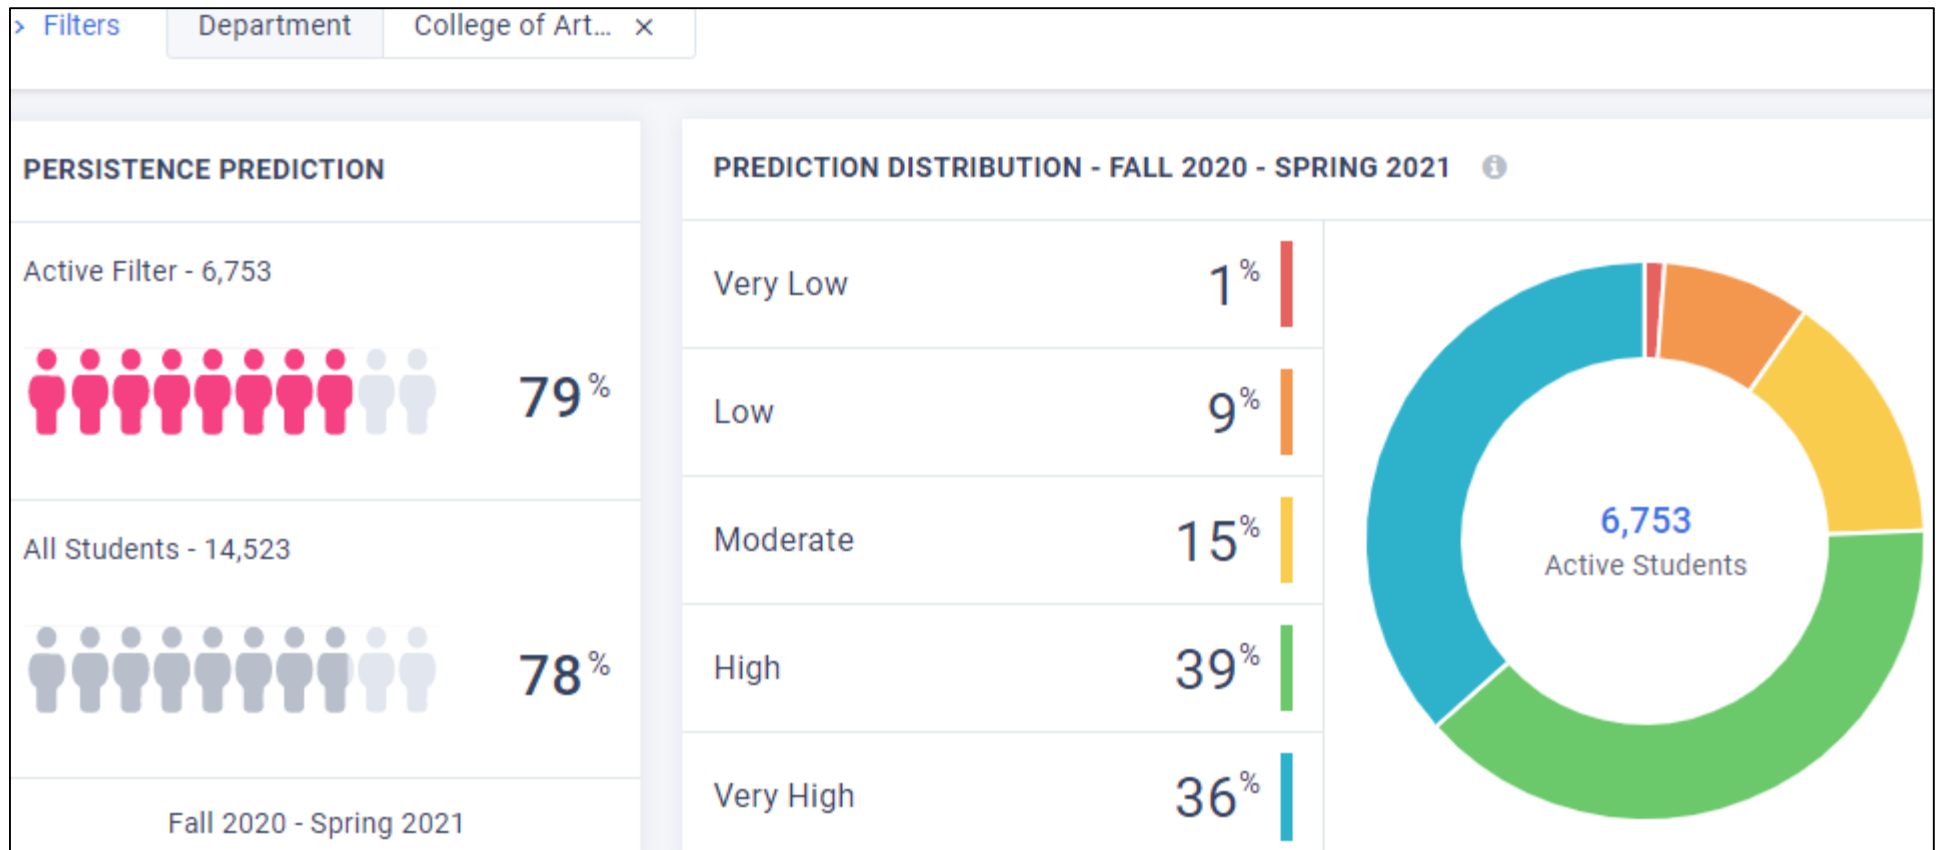 > Filters Department College of Art... ×
PERSISTENCE PREDICTION
Active Filter - 6,753
79%
All Students - 14,523
78%
Fall 2020 - Spring 2021
PREDICTION DISTRIBUTION - FALL 2020 - SPRING 2021 i
Very Low 1%
Low 9%
Moderate 15%
High 39%
Very High 36%
6,753
Active Students